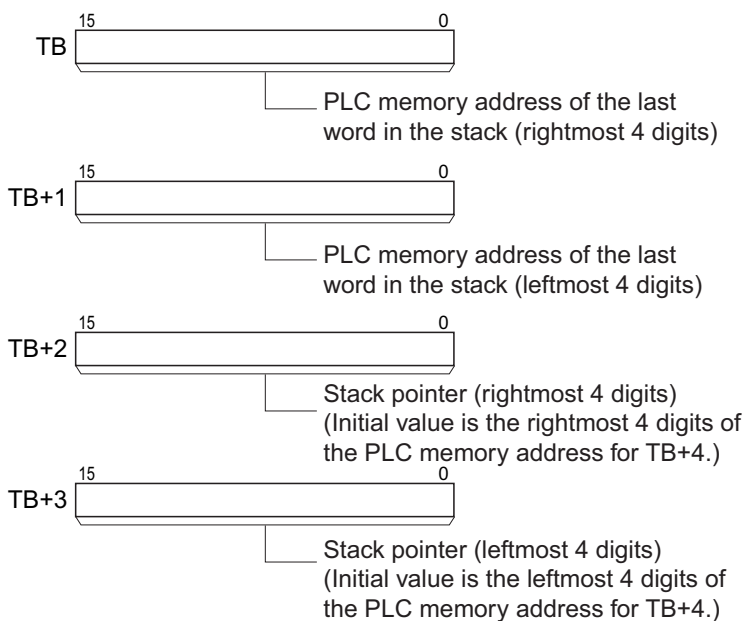 15 0
TB
PLC memory address of the last
word in the stack (rightmost 4 digits)
15 0
TB+1
PLC memory address of the last
word in the stack (leftmost 4 digits)
15 0
TB+2
Stack pointer (rightmost 4 digits)
(Initial value is the rightmost 4 digits of
the PLC memory address for TB+4.)
15 0
TB+3
Stack pointer (leftmost 4 digits)
(Initial value is the leftmost 4 digits of
the PLC memory address for TB+4.)